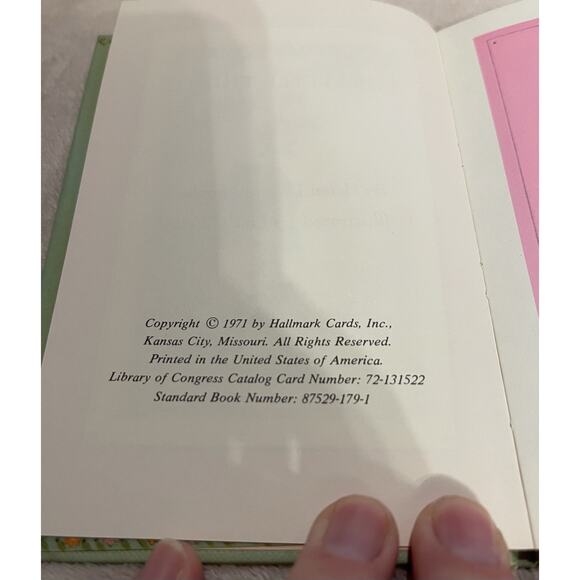 Copyright © 1971 by Hallmark Cards, Inc.,
Kansas City, Missouri. All Rights Reserved.
Printed in the United States of America.
Library of Congress Catalog Card Number: 72-131522
Standard Book Number: 87529-179-1